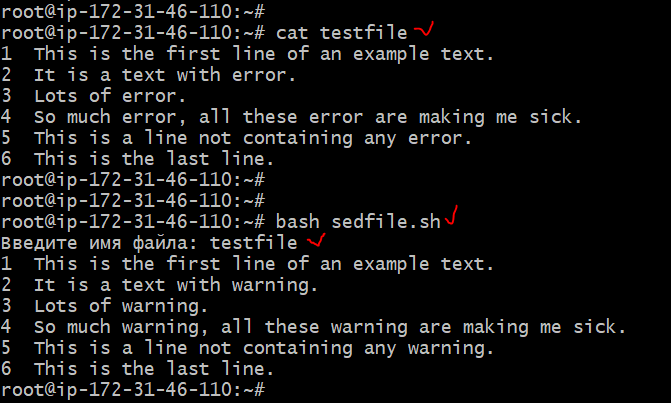 root@ip-172-31-46-110:~#
root@ip-172-31-46-110:~# cat testfile
1  This is the first line of an example text.
2  It is a text with error.
3  Lots of error.
4  So much error, all these error are making me sick.
5  This is a line not containing any error.
6  This is the last line.
root@ip-172-31-46-110:~#
root@ip-172-31-46-110:~#
root@ip-172-31-46-110:~# bash sedfile.sh
Введите имя файла: testfile
1  This is the first line of an example text.
2  It is a text with warning.
3  Lots of warning.
4  So much warning, all these warning are making me sick.
5  This is a line not containing any warning.
6  This is the last line.
root@ip-172-31-46-110:~#